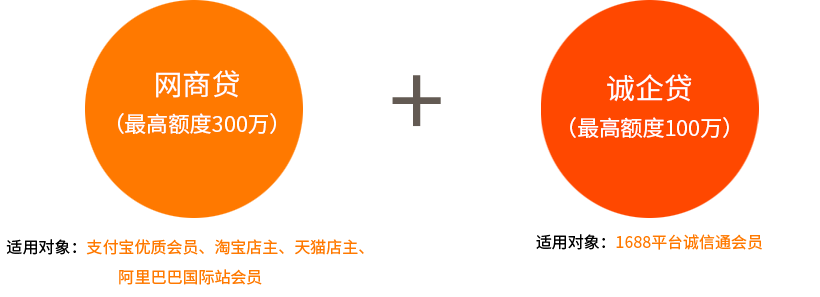 网商贷
（最高额度300万）
诚企贷
（最高额度100万）
适用对象：支付宝优质会员、淘宝店主、天猫店主、
阿里巴巴国际站会员
适用对象：1688平台诚信通会员